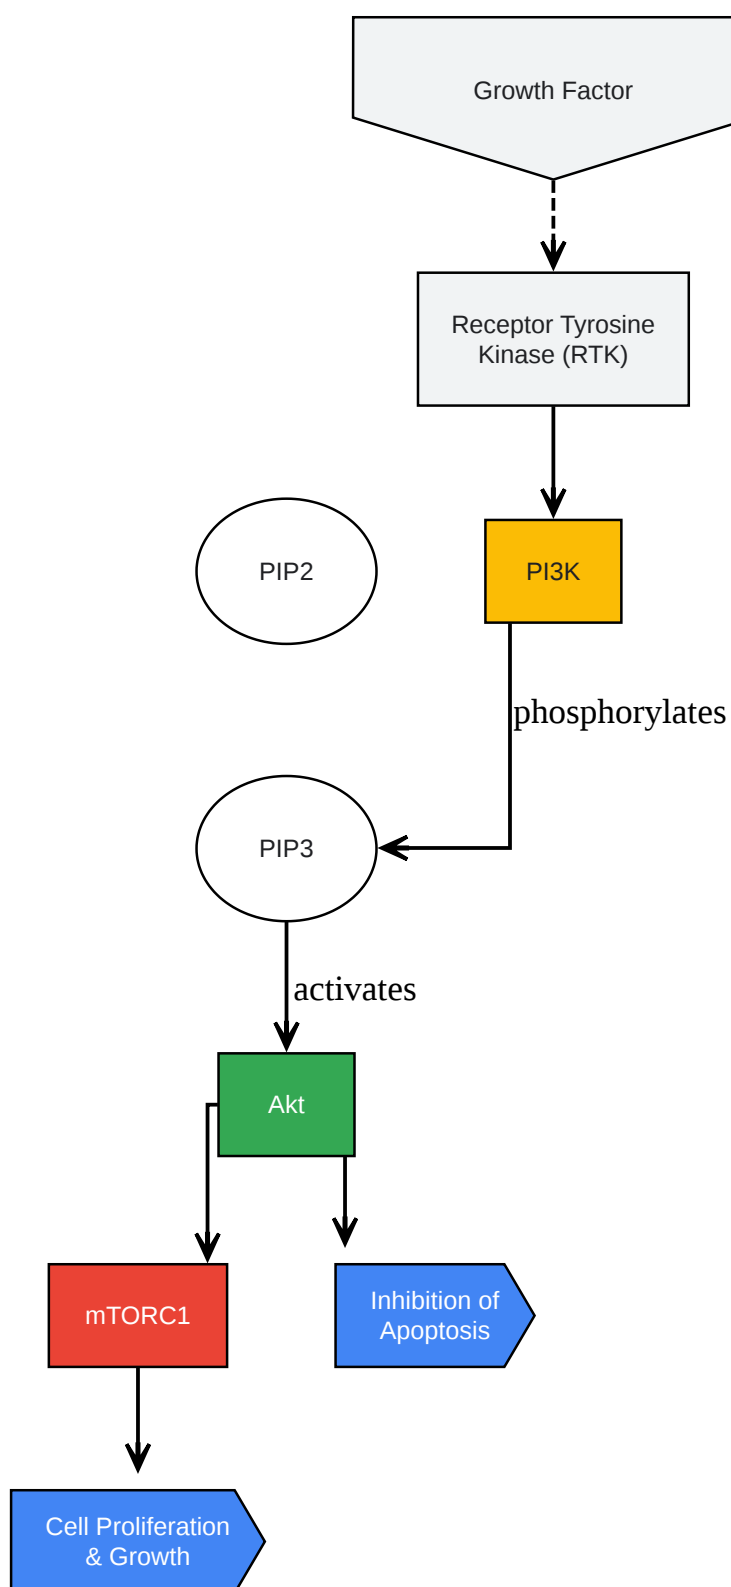 Growth Factor
Receptor Tyrosine
Kinase (RTK)
PIP2
PI3K
phosphorylates
PIP3
activates
Akt
mTORC1
Inhibition of
Apoptosis
Cell Proliferation
& Growth